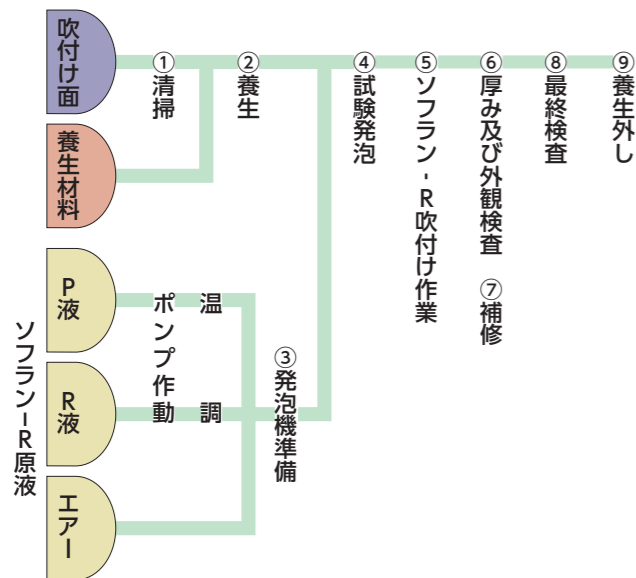 吹付け面
養生材料
ソフラン-R原液
P液
R液
エアー
①清掃
②養生
ポンプ作動
温調
③発泡機準備
④試験発泡
⑤ソフラン-R吹付け作業
⑥厚み及び外観検査 ⑦補修
⑧最終検査
⑨養生外し